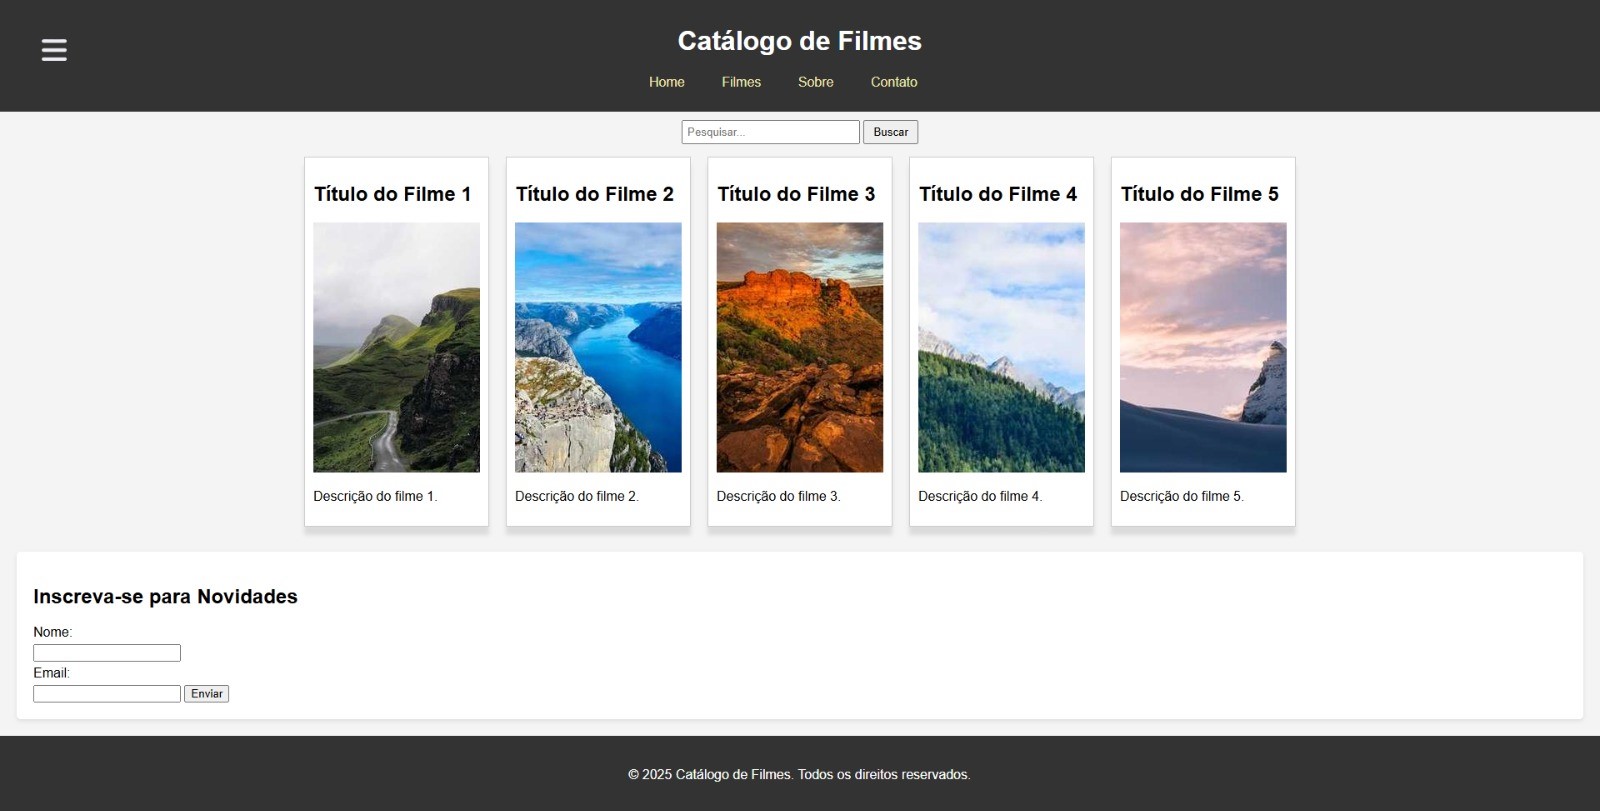 Catálogo de Filmes
Home Filmes Sobre Contato
Pesquisar... Buscar
Título do Filme 1
Descrição do filme 1.
Título do Filme 2
Descrição do filme 2.
Título do Filme 3
Descrição do filme 3.
Título do Filme 4
Descrição do filme 4.
Título do Filme 5
Descrição do filme 5.
Inscreva-se para Novidades
Nome:
Email:
Enviar
© 2025 Catálogo de Filmes. Todos os direitos reservados.